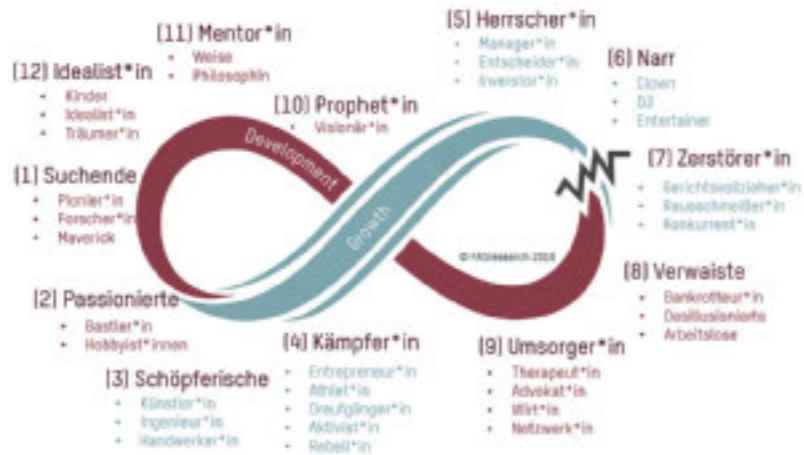 (11) Mentor*in
Weise
Philosophin
(12) Idealist*in
Kinder
Idealist*in
Träumer*in
(10) Prophet*in
Visionär*in
(5) Herrscher*in
Manager*in
Entscheider*in
Investor*in
(6) Narr
Clown
DJ
Entertainer
Development
Growth
(1) Suchende
Pionier*in
Forscher*in
Maverick
(7) Zerstörer*in
Gerichtsvollzieher*in
Rausschmeißer*in
Konkurrent*in
(2) Passionierte
Bastler*in
Hobbyist*innen
(8) Verwaiste
Bankrotteur*in
Desillusionierte
Arbeitslose
(3) Schöpferische
Künstler*in
Ingenieur*in
Handwerker*in
(4) Kämpfer*in
Entrepreneur*in
Athlet*in
Draufgänger*in
Aktivist*in
Rebell*in
(9) Umsorger*in
Therapeut*in
Advokat*in
Wirt*in
Netzwerk*in